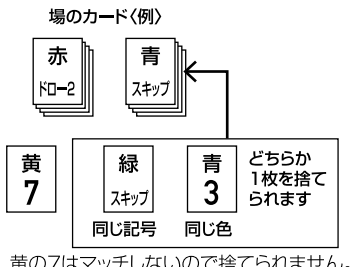 場のカード〈例〉
赤
ドロー2
青
スキップ
黄
7
緑
スキップ
青
3
どちらか
1枚を捨て
られます
同じ記号
同じ色
黄の7はマッチしないので捨てられません。